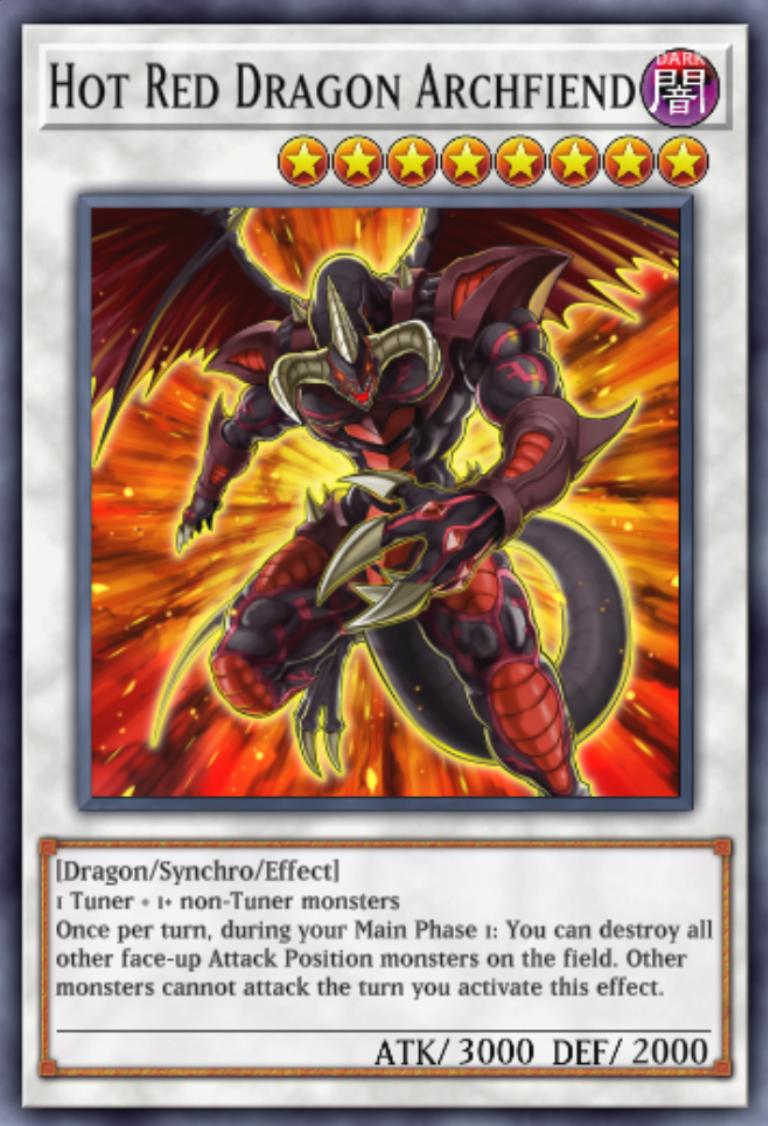 HOT RED DRAGON ARCHFIEND
DARK
闇
[Dragon/Synchro/Effect]
1 Tuner + 1+ non-Tuner monsters
Once per turn, during your Main Phase 1: You can destroy all
other face-up Attack Position monsters on the field. Other
monsters cannot attack the turn you activate this effect.
ATK/ 3000 DEF/ 2000